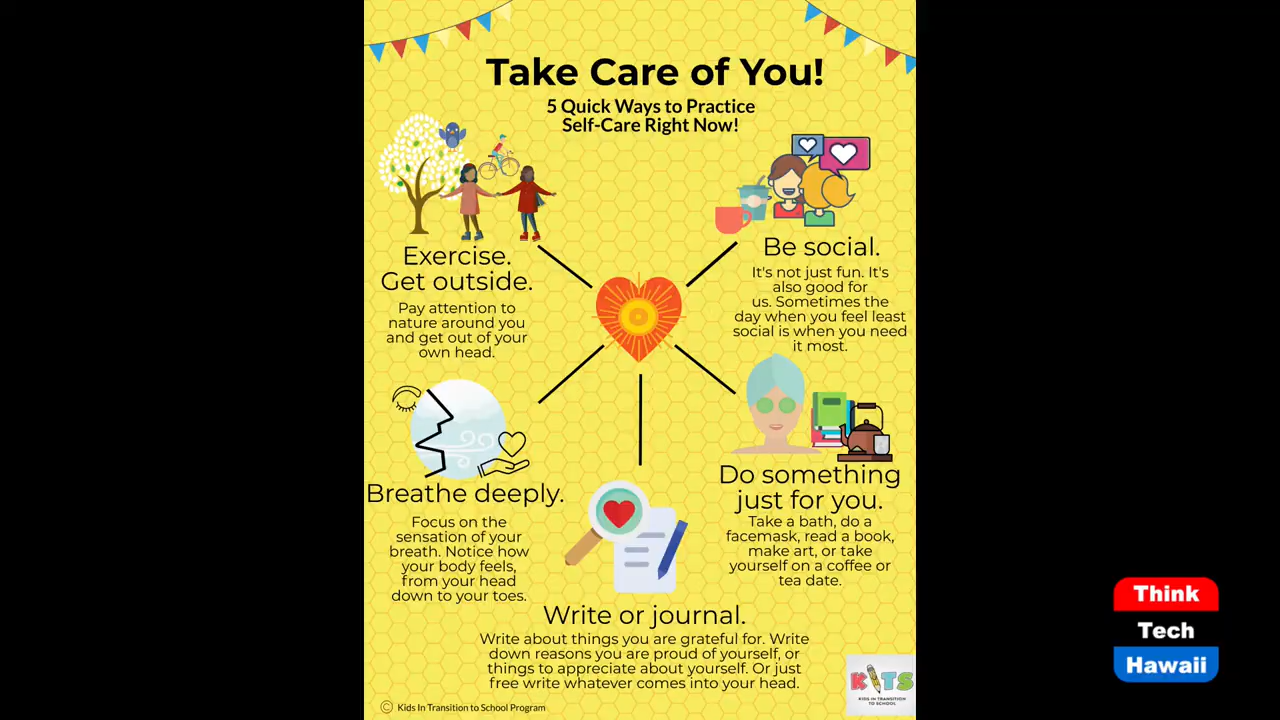 Take Care of You!
5 Quick Ways to Practice
Self-Care Right Now!
Exercise.
Get outside.
Pay attention to
nature around you
and get out of your
own head.
Be social.
It's not just fun. It's
also good for
us. Sometimes the
day when you feel least
social is when you need
it most.
Breathe deeply.
Focus on the
sensation of your
breath. Notice how
your body feels,
from your head
down to your toes.
Do something
just for you.
Take a bath, do a
facemask, read a book,
make art, or take
yourself on a coffee or
tea date.
Write or journal.
Write about things you are grateful for. Write
down reasons you are proud of yourself, or
things to appreciate about yourself. Or just
free write whatever comes into your head.
© Kids In Transition to School Program
KITS
KIDS IN TRANSITION
TO SCHOOL
Think
Tech
Hawaii